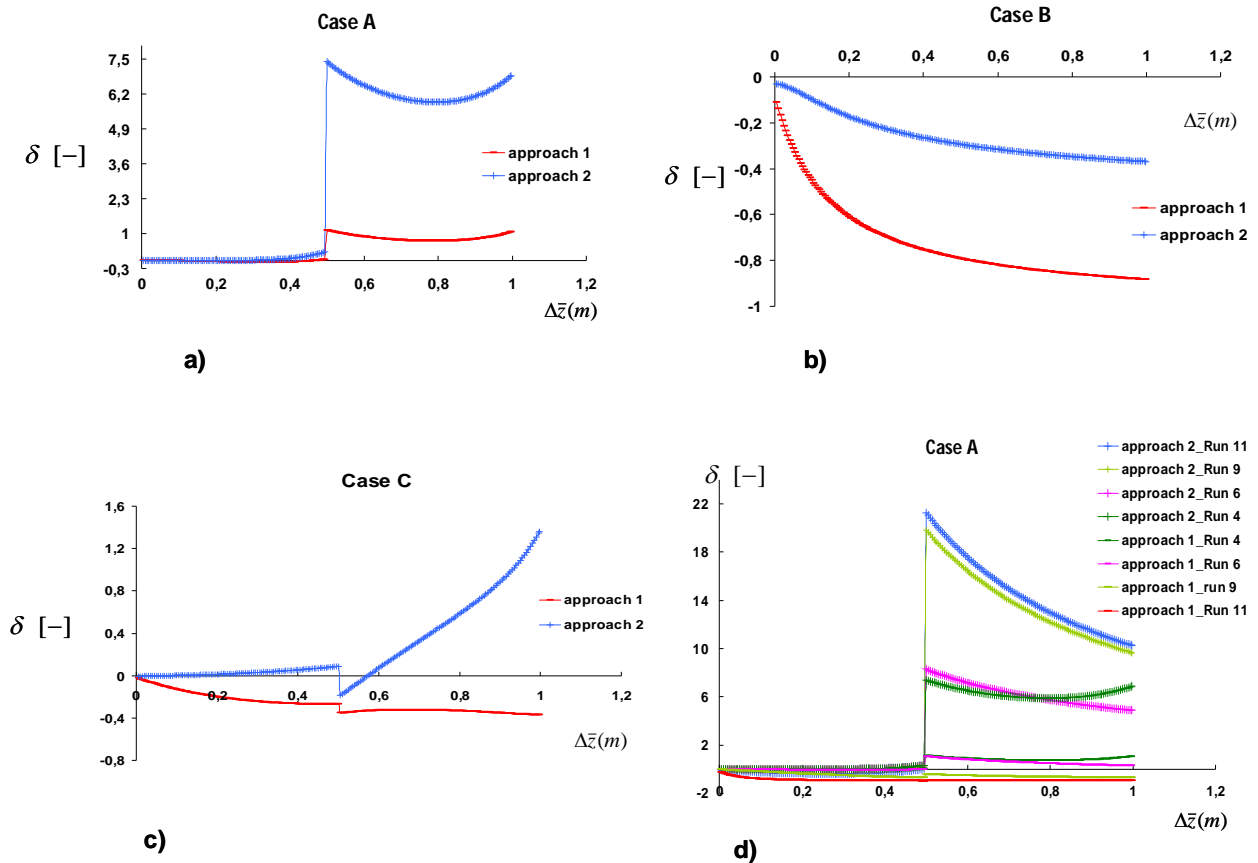 Case A
7,5
6,2
4,9
3,6
2,3
1
-0,3
δ [−]
approach 1
approach 2
0 0,2 0,4 0,6 0,8 1 1,2
Δz̄(m)
a)
Case B
0 0,2 0,4 0,6 0,8 1 1,2
0
-0,2
-0,4
-0,6
-0,8
-1
Δz̄(m)
δ [−]
approach 1
approach 2
b)
Case C
1,6
1,2
0,8
0,4
0
-0,4
-0,8
δ [−]
approach 1
approach 2
0 0,2 0,4 0,6 0,8 1 1,2
Δz̄(m)
c)
Case A
δ [−]
22
18
14
10
6
2
-2
approach 2_Run 11
approach 2_Run 9
approach 2_Run 6
approach 2_Run 4
approach 1_Run 4
approach 1_Run 6
approach 1_run 9
approach 1_Run 11
0 0,2 0,4 0,6 0,8 1 1,2
Δz̄(m)
d)